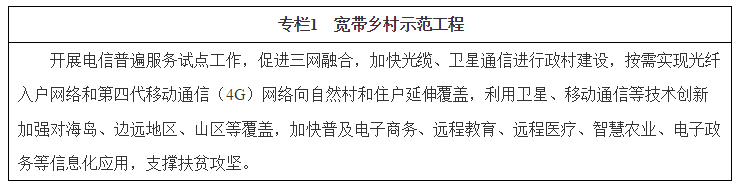 专栏1 宽带乡村示范工程
开展电信普遍服务试点工作，促进三网融合，加快光缆、卫星通信进行政村建设，按需实现光纤
入户网络和第四代移动通信（4G）网络向自然村和住户延伸覆盖，利用卫星、移动通信等技术创新
加强对海岛、边远地区、山区等覆盖，加快普及电子商务、远程教育、远程医疗、智慧农业、电子政
务等信息化应用，支撑扶贫攻坚。